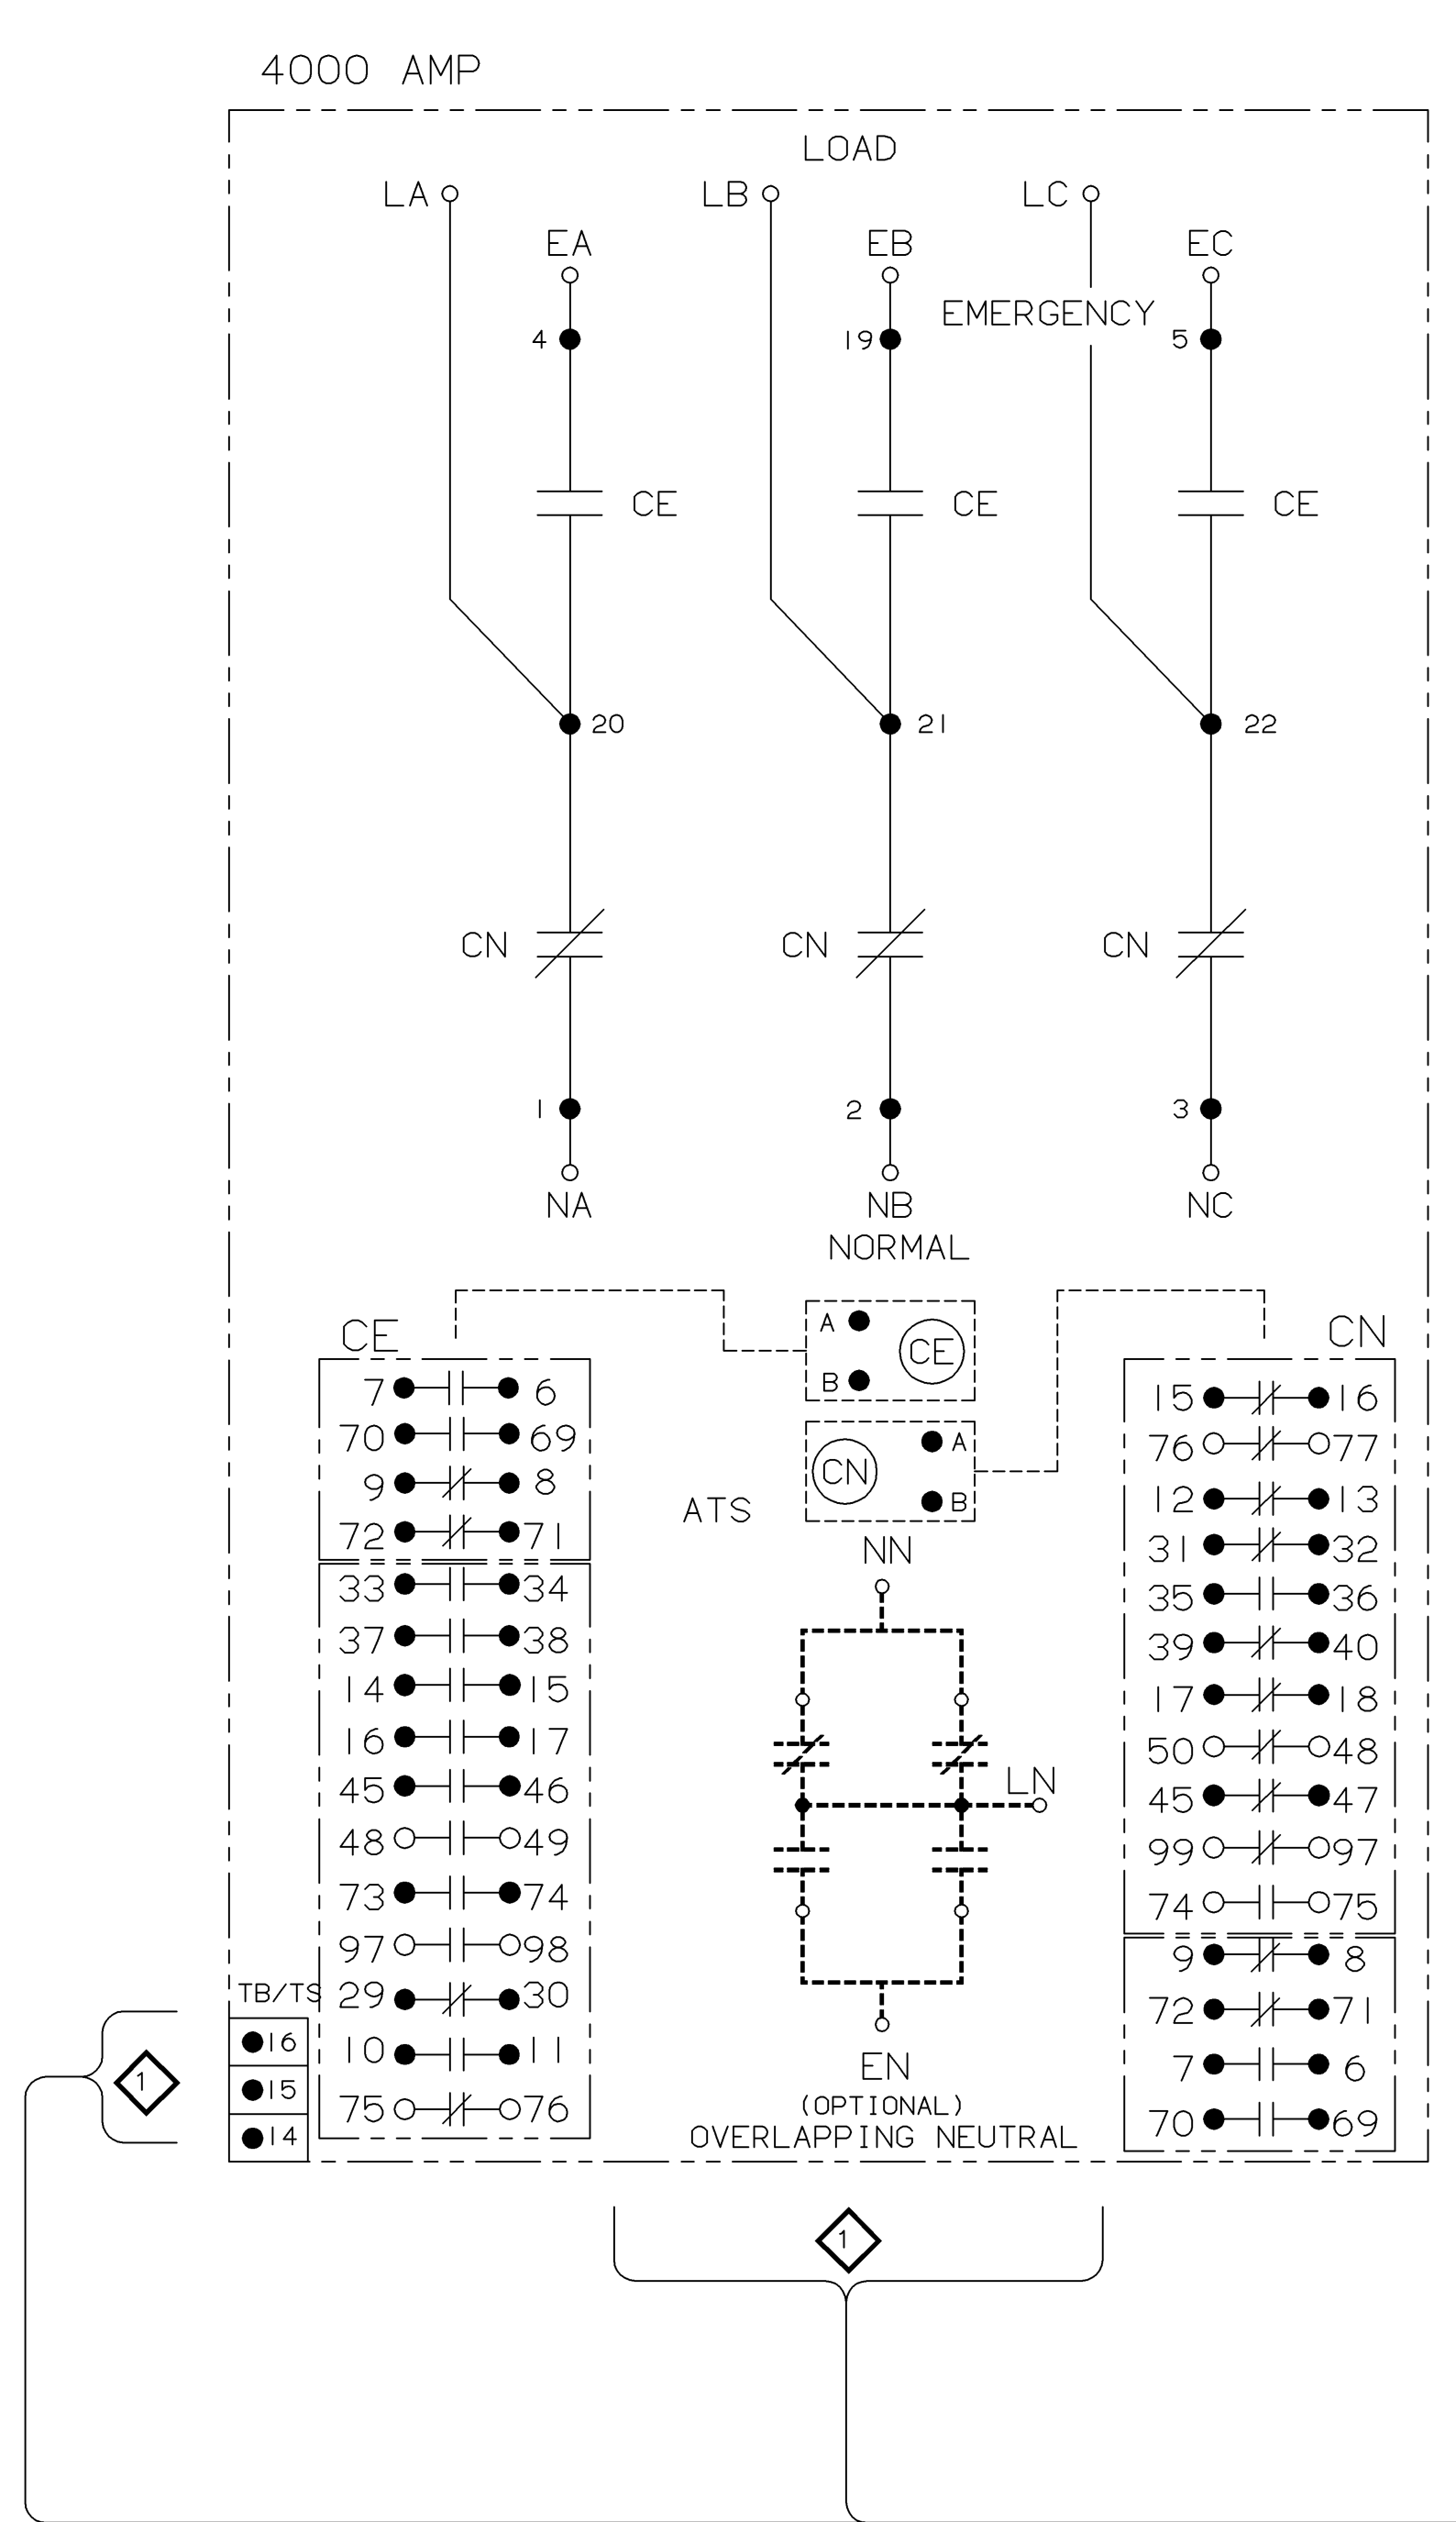 4000 AMP
LOAD
LA LB LC
EA EB EC
EMERGENCY
4 19 5
CE CE CE
20 21 22
CN CN CN
1 2 3
NA NB NC
NORMAL
CE
7 6
70 69
9 8
72 71
33 34
37 38
14 15
16 17
45 46
48 49
73 74
97 98
29 30
10 11
75 76
TB/TS
16
15
14
1
A CE
B
CN A
B
ATS
NN
LN
EN
(OPTIONAL)
OVERLAPPING NEUTRAL
CN
15 16
76 77
12 13
31 32
35 36
39 40
17 18
50 48
45 47
99 97
74 75
9 8
72 71
7 6
70 69
1